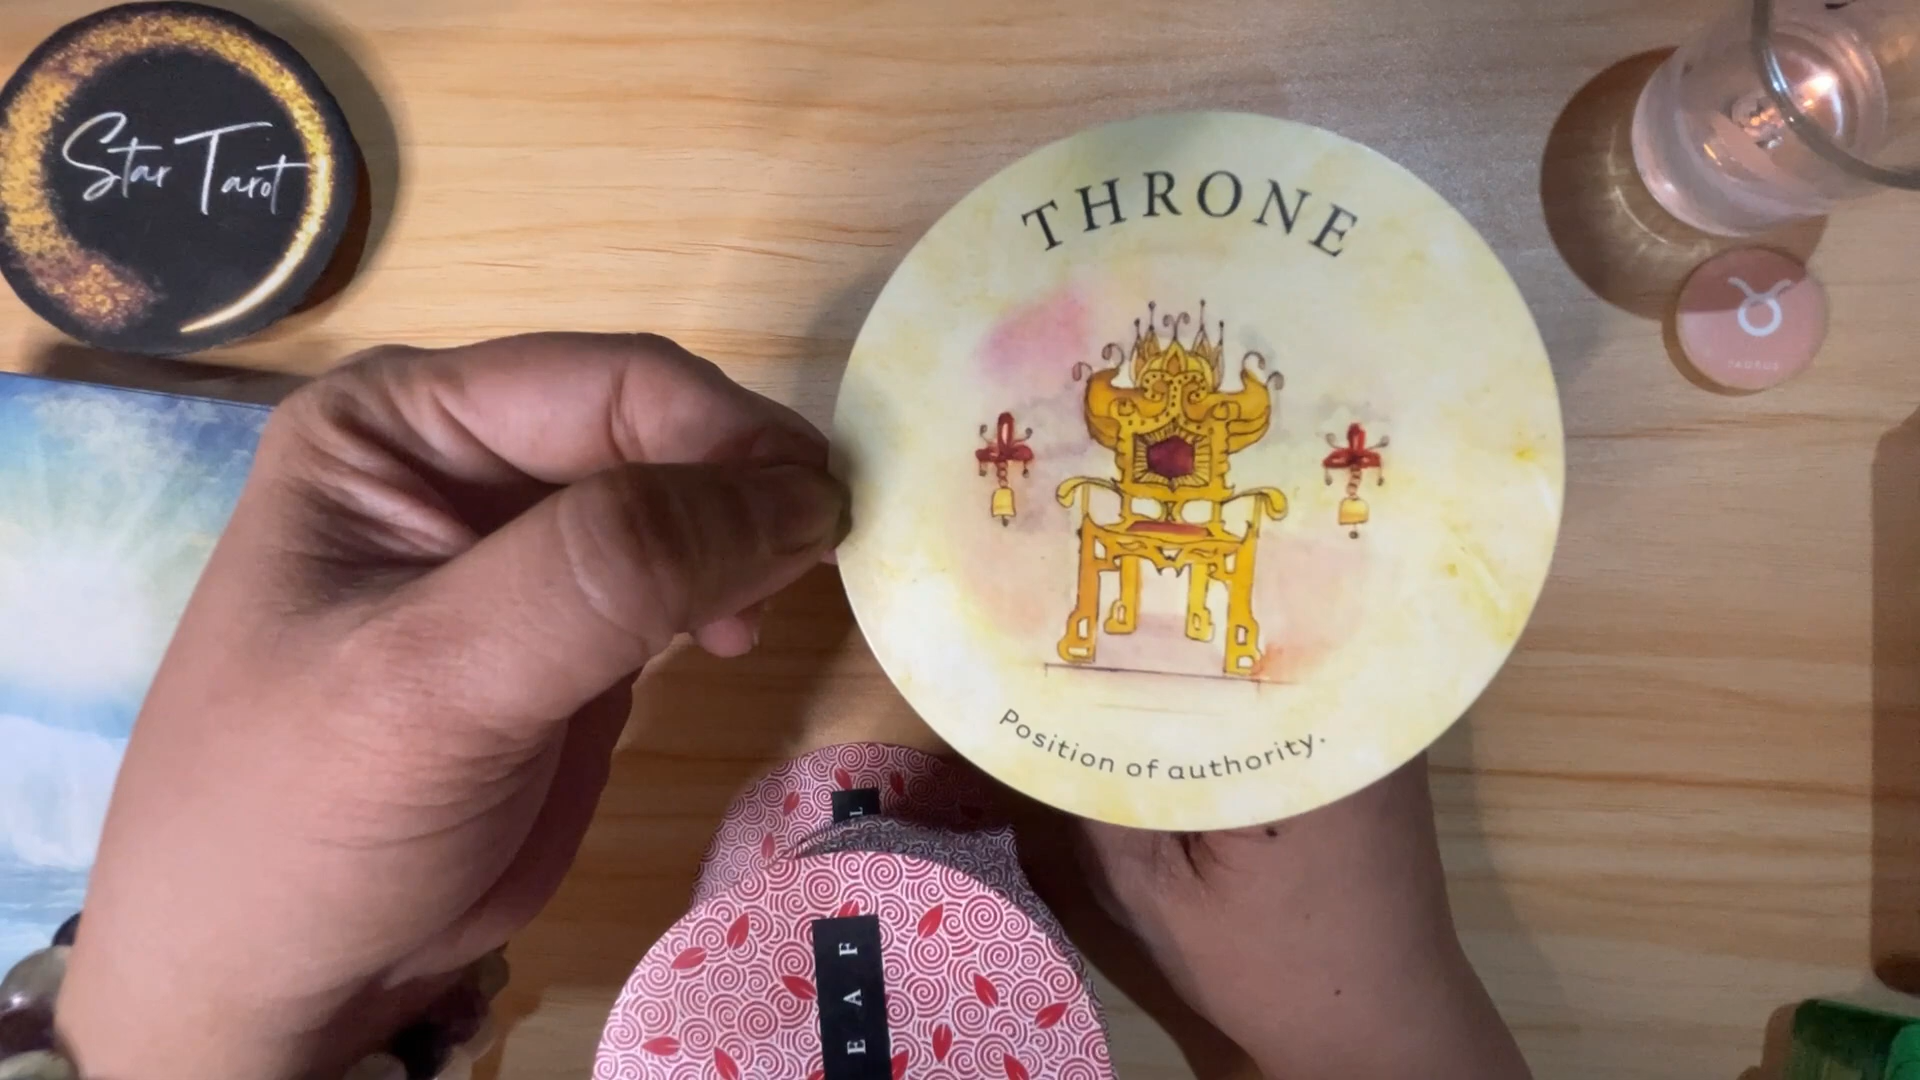 Star Tarot
THRONE
TAURUS
Position of authority.
L
E A F